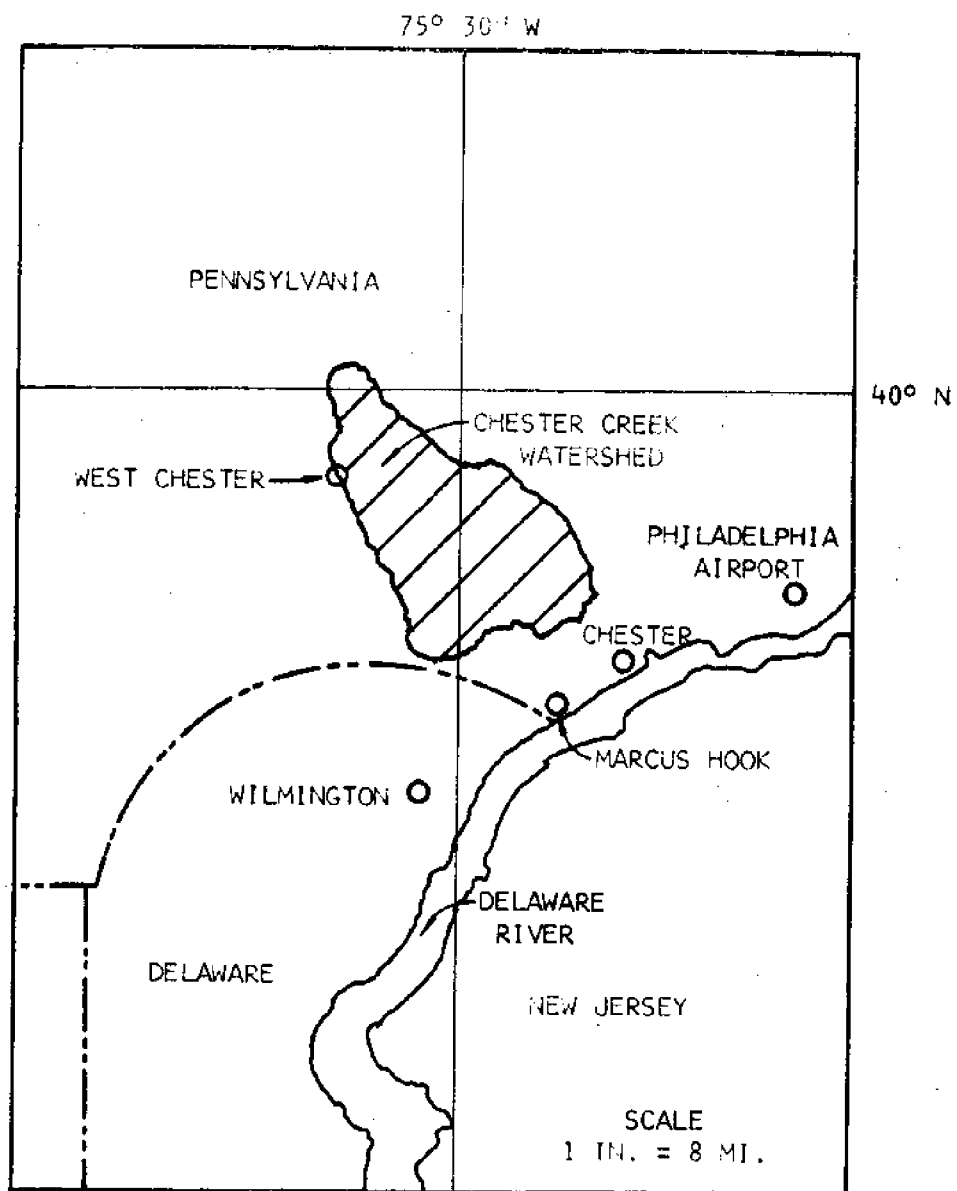 75° 30' W
PENNSYLVANIA
40° N
CHESTER CREEK
WATERSHED
WEST CHESTER
PHILADELPHIA
AIRPORT
CHESTER
MARCUS HOOK
WILMINGTON
DELAWARE
RIVER
DELAWARE
NEW JERSEY
SCALE
1 IN. = 8 MI.